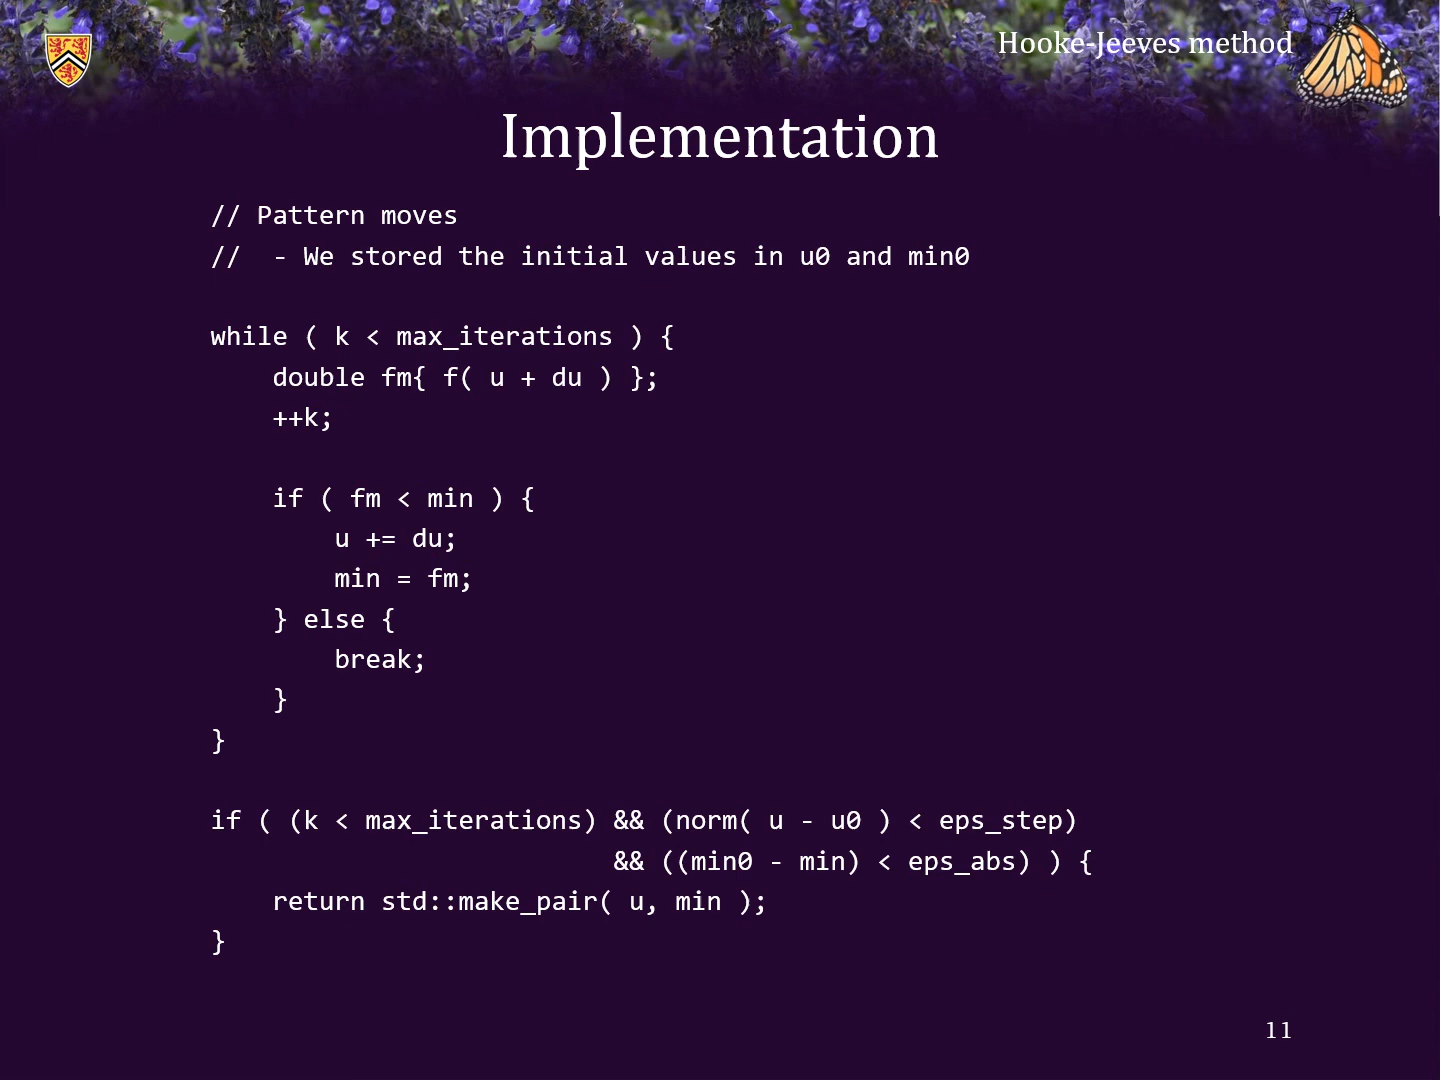 Hooke-Jeeves method
Implementation
// Pattern moves
//  - We stored the initial values in u0 and min0
while ( k < max_iterations ) {
    double fm{ f( u + du ) };
    ++k;
    if ( fm < min ) {
        u += du;
        min = fm;
    } else {
        break;
    }
}
if ( (k < max_iterations) && (norm( u - u0 ) < eps_step)
                          && ((min0 - min) < eps_abs) ) {
    return std::make_pair( u, min );
}
11